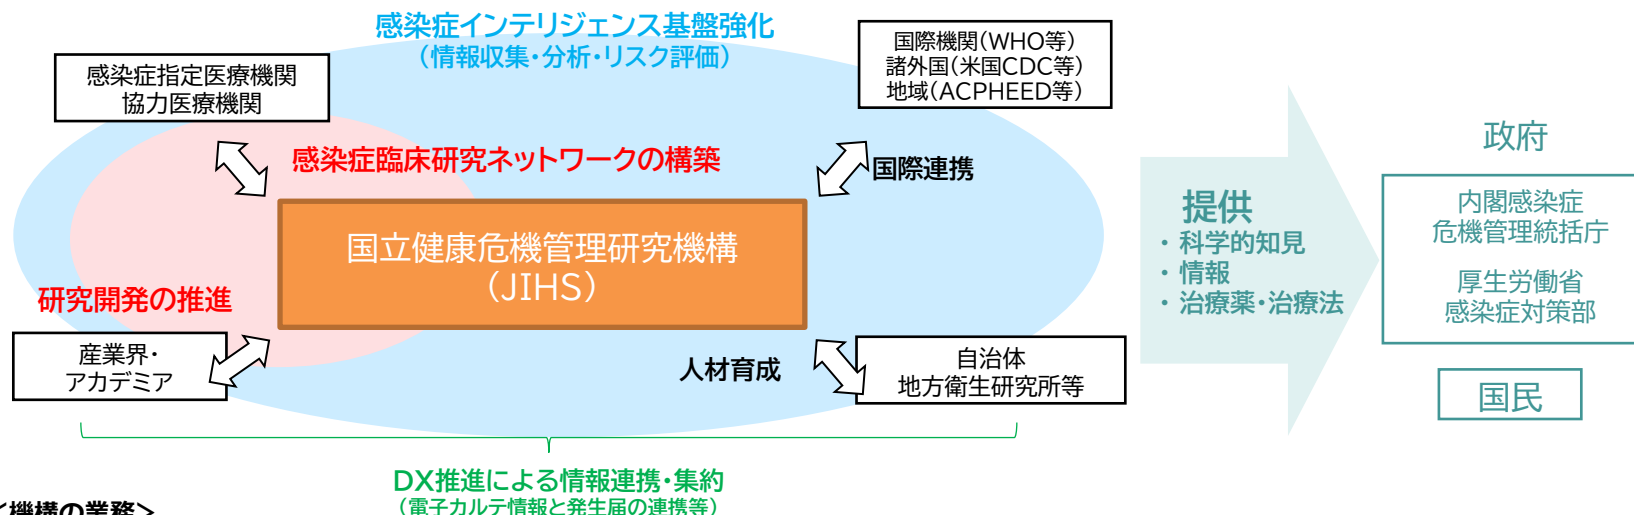 感染症インテリジェンス基盤強化
（情報収集・分析・リスク評価）
感染症指定医療機関
協力医療機関
国際機関（WHO等）
諸外国（米国CDC等）
地域（ACPHEED等）
感染症臨床研究ネットワークの構築
国際連携
国立健康危機管理研究機構
（JIHS）
研究開発の推進
産業界・
アカデミア
人材育成
自治体
地方衛生研究所等
DX推進による情報連携・集約
（電子カルテ情報と発生届の連携等）
提供
・科学的知見
・情報
・治療薬・治療法
政府
内閣感染症
危機管理統括庁
厚生労働省
感染症対策部
国民
＜機構の業務＞